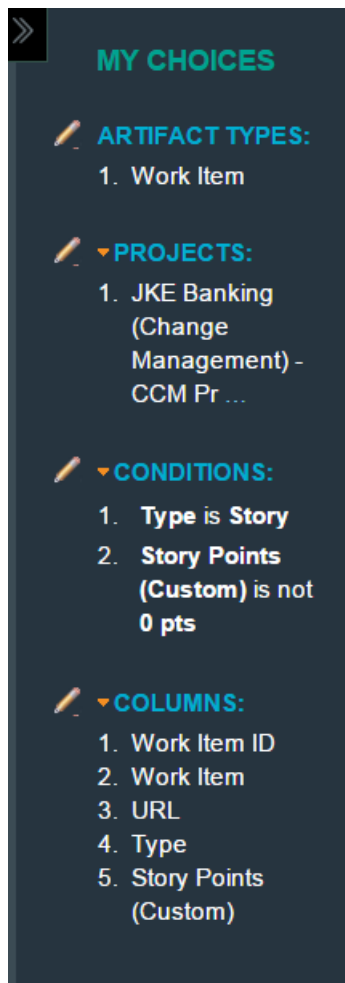 MY CHOICES
ARTIFACT TYPES:
1. Work Item
PROJECTS:
1. JKE Banking
(Change
Management) -
CCM Pr ...
CONDITIONS:
1. Type is Story
2. Story Points
(Custom) is not
0 pts
COLUMNS:
1. Work Item ID
2. Work Item
3. URL
4. Type
5. Story Points
(Custom)